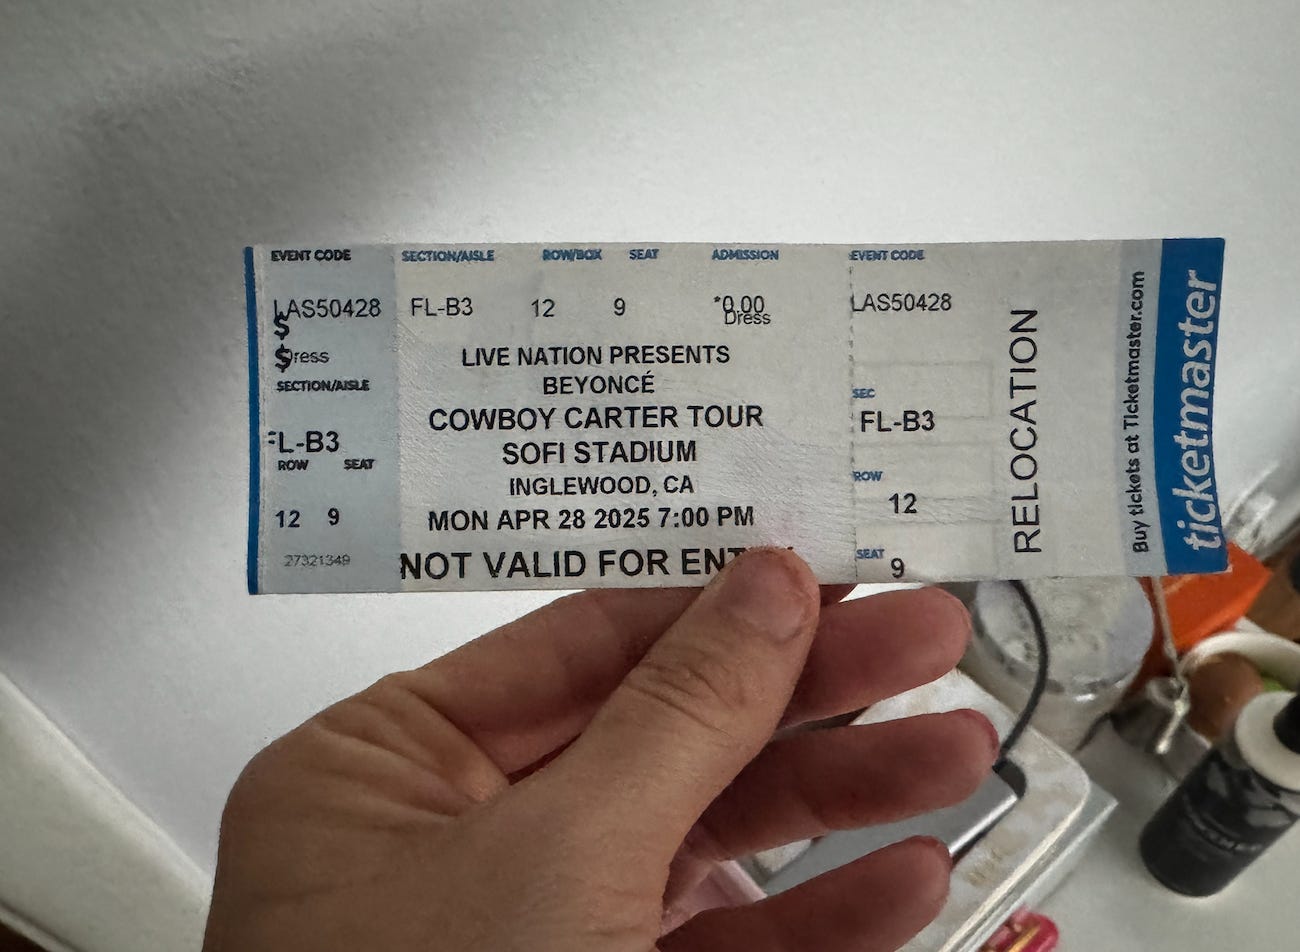 EVENT CODE
LAS50428
$
$
Dress
SECTION/AISLE
FL-B3
ROW SEAT
12 9
27321349
SECTION/AISLE ROW/BOX SEAT ADMISSION
FL-B3 12 9 *0.00
Dress
LIVE NATION PRESENTS
BEYONCÉ
COWBOY CARTER TOUR
SOFI STADIUM
INGLEWOOD, CA
MON APR 28 2025 7:00 PM
NOT VALID FOR
EVENT CODE
LAS50428
SEC
FL-B3
ROW
12
SEAT
9
RELOCATION
Buy tickets at Ticketmaster.com
ticketmaster